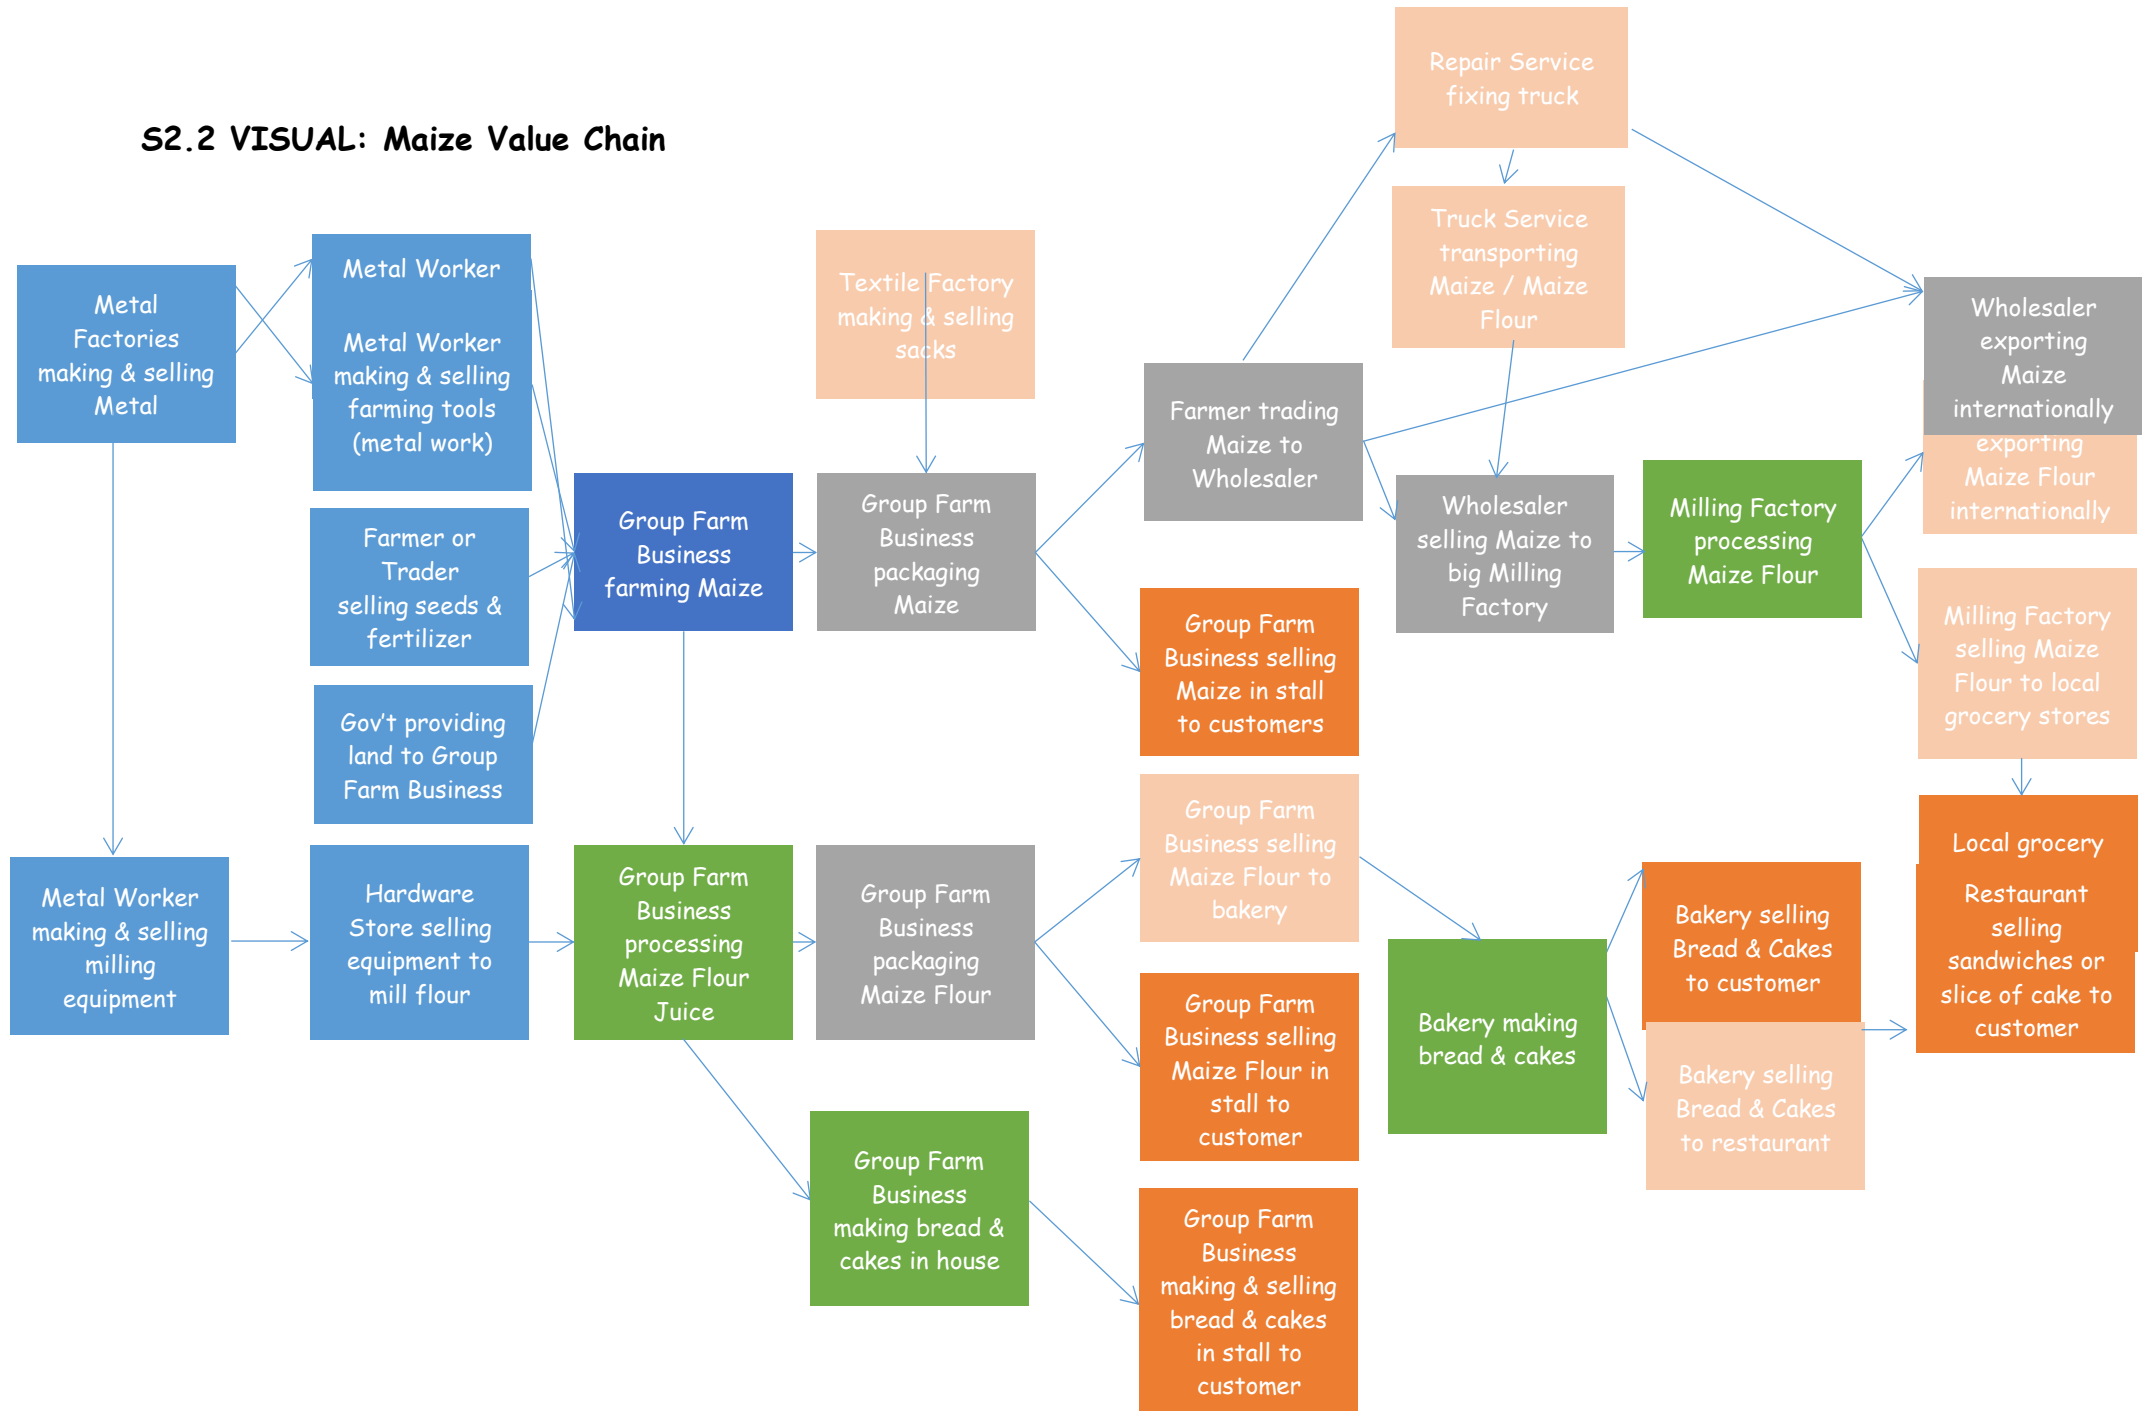 S2.2 VISUAL: Maize Value Chain
Repair Service
fixing truck
Truck Service
transporting
Maize / Maize
Flour
Metal
Factories
making & selling
Metal
Metal Worker
Metal Worker
making & selling
farming tools
(metal work)
Farmer or
Trader
selling seeds &
fertilizer
Gov't providing
land to Group
Farm Business
Metal Worker
making & selling
milling
equipment
Hardware
Store selling
equipment to
mill flour
Group Farm
Business
farming Maize
Textile Factory
making & selling
sacks
Group Farm
Business
packaging
Maize
Farmer trading
Maize to
Wholesaler
Group Farm
Business selling
Maize in stall
to customers
Wholesaler
selling Maize to
big Milling
Factory
Milling Factory
processing
Maize Flour
Wholesaler
exporting
Maize
internationally
exporting
Maize Flour
internationally
Milling Factory
selling Maize
Flour to local
grocery stores
Local grocery
Restaurant
selling
sandwiches or
slice of cake to
customer
Group Farm
Business
processing
Maize Flour
Juice
Group Farm
Business
packaging
Maize Flour
Group Farm
Business selling
Maize Flour to
bakery
Group Farm
Business selling
Maize Flour in
stall to
customer
Bakery making
bread & cakes
Bakery selling
Bread & Cakes
to customer
Bakery selling
Bread & Cakes
to restaurant
Group Farm
Business
making bread &
cakes in house
Group Farm
Business
making & selling
bread & cakes
in stall to
customer